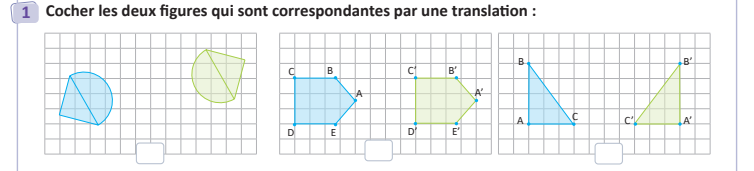 1 Cocher les deux figures qui sont correspondantes par une translation :
C B A D E C′ B′ A′ D′ E′
B A C B′ C′ A′